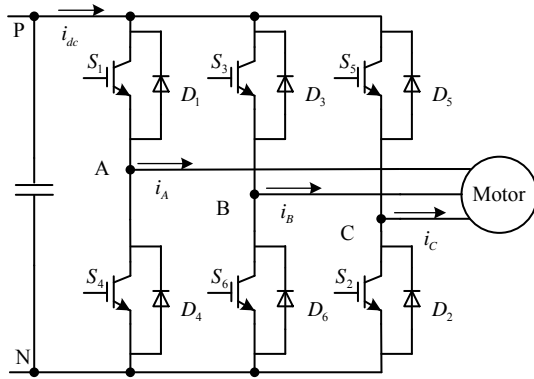 P
i_dc
S_1
S_3
S_5
D_1
D_3
D_5
A
i_A
Motor
B
i_B
C
i_C
S_4
S_6
S_2
D_4
D_6
D_2
N